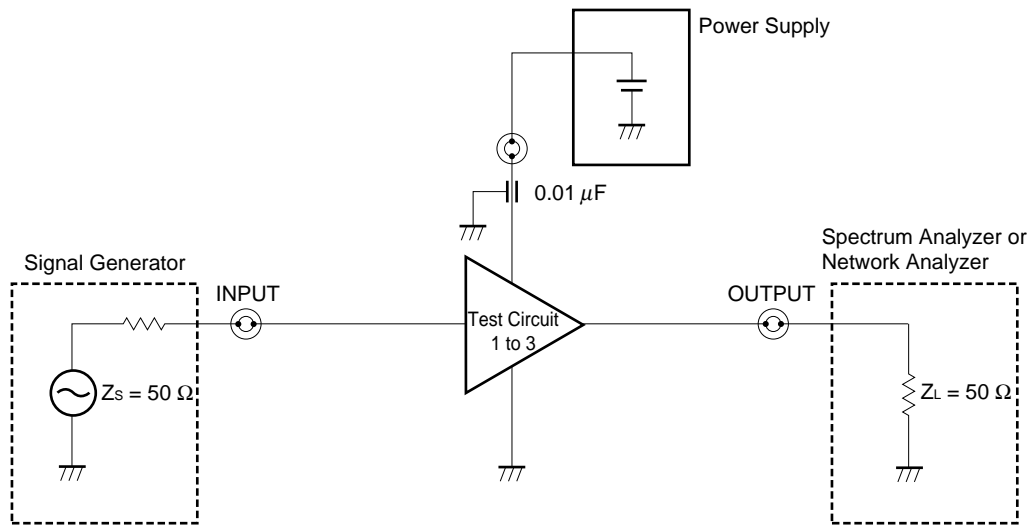 Power Supply
0.01 μF
Spectrum Analyzer or
Network Analyzer
Signal Generator
INPUT
OUTPUT
Test Circuit
1 to 3
ZS = 50 Ω
ZL = 50 Ω